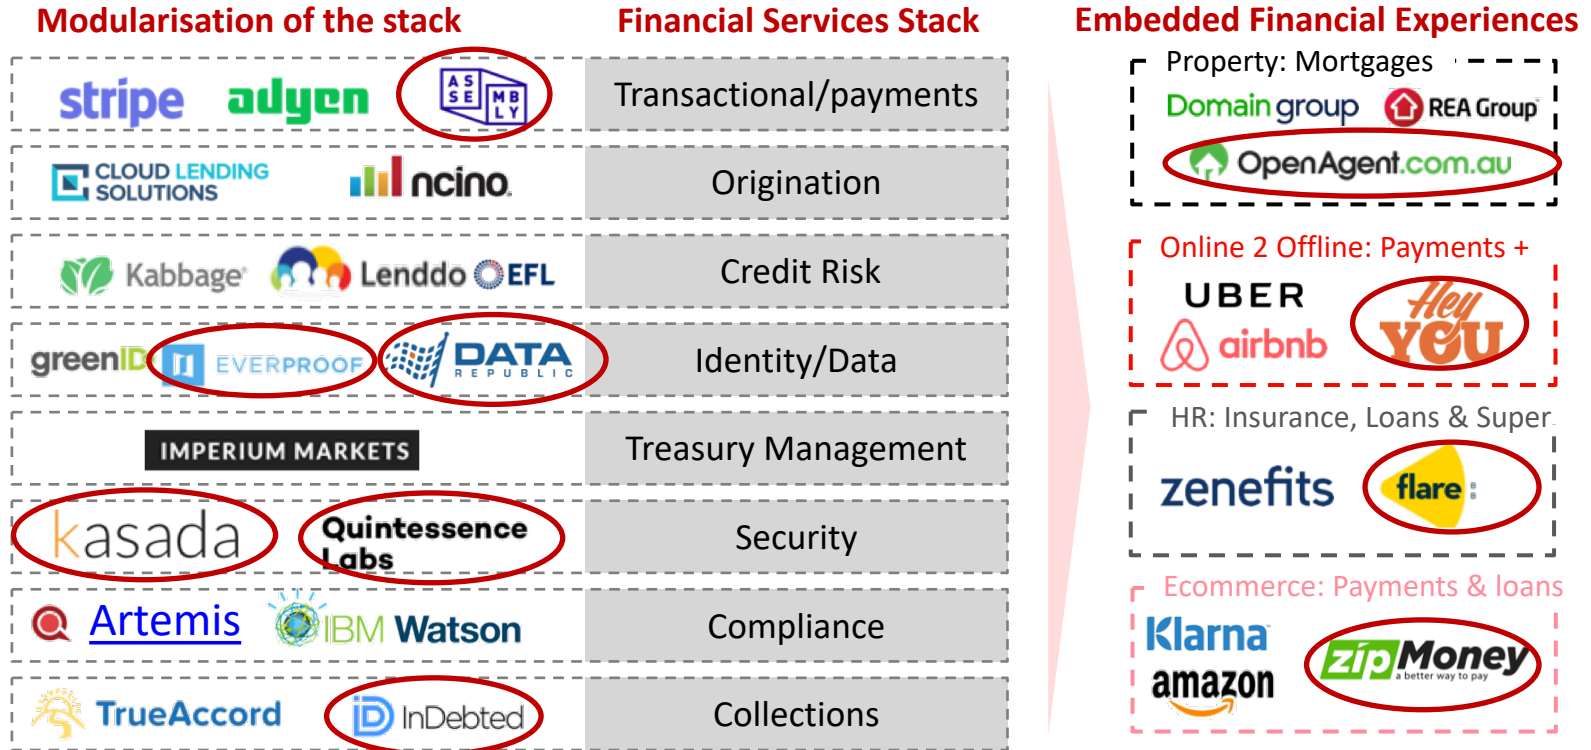 Modularisation of the stack
Financial Services Stack
Embedded Financial Experiences
stripe
adyen
AS
SE MB
LY
Transactional/payments
CLOUD LENDING
SOLUTIONS
ncino.
Origination
Kabbage
Lenddo EFL
Credit Risk
greenID
EVERPROOF
DATA
REPUBLIC
Identity/Data
IMPERIUM MARKETS
Treasury Management
kasada
Quintessence
Labs
Security
Artemis
IBM Watson
Compliance
TrueAccord
InDebted
Collections
Property: Mortgages
Domain group
REA Group
OpenAgent.com.au
Online 2 Offline: Payments +
UBER
airbnb
Hey
YOU
HR: Insurance, Loans & Super
zenefits
flare
Ecommerce: Payments & loans
Klarna
amazon
zipMoney
a better way to pay